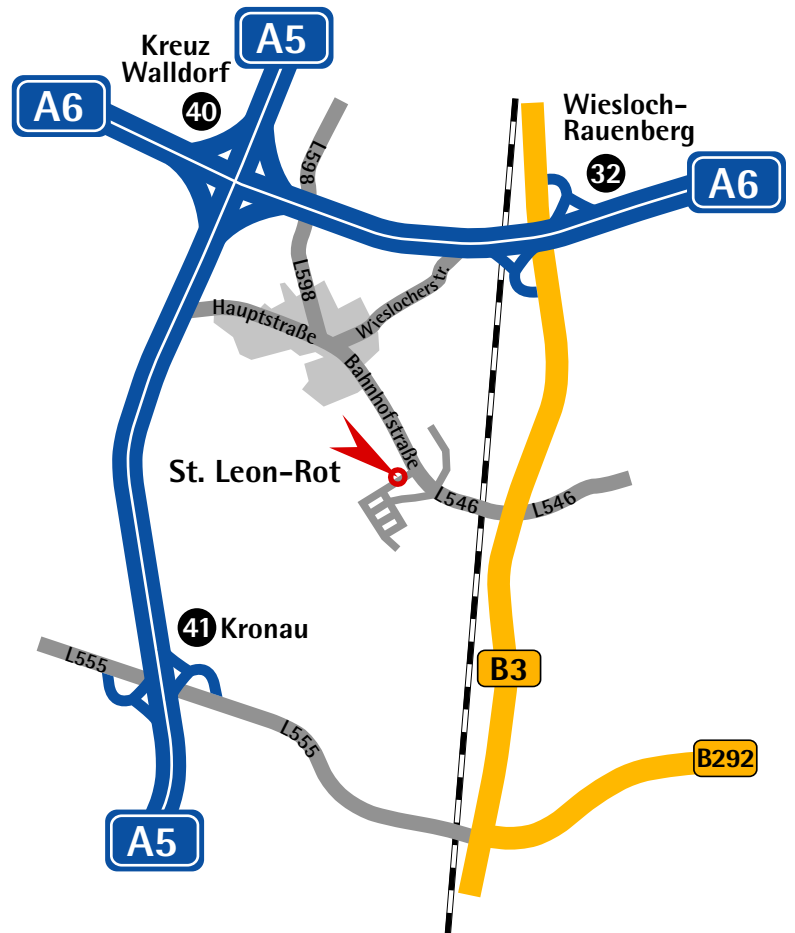 A5
Kreuz
Walldorf
40
A6
Wiesloch-
Rauenberg
32
A6
L598
L598
Wieslocherstr.
Hauptstraße
Bahnhofstraße
St. Leon-Rot
L546
L546
41 Kronau
L555
B3
L555
B292
A5